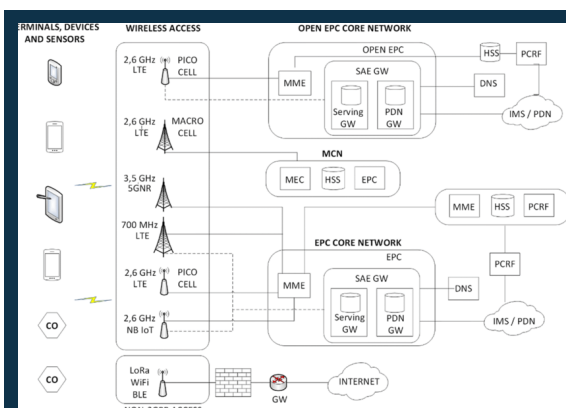 TERMINALS, DEVICES
AND SENSORS
WIRELESS ACCESS
OPEN EPC CORE NETWORK
2,6 GHz
LTE
PICO
CELL
OPEN EPC
MME
SAE GW
Serving
GW
PDN
GW
HSS
PCRF
DNS
IMS / PDN
2,6 GHz
LTE
MACRO
CELL
MCN
MEC
HSS
EPC
3,5 GHz
5GNR
700 MHz
LTE
MME
HSS
PCRF
EPC CORE NETWORK
EPC
2,6 GHz
LTE
PICO
CELL
MME
SAE GW
Serving
GW
PDN
GW
PCRF
DNS
IMS / PDN
CO
2,6 GHz
NB IoT
CO
LoRa
WiFi
BLE
GW
INTERNET